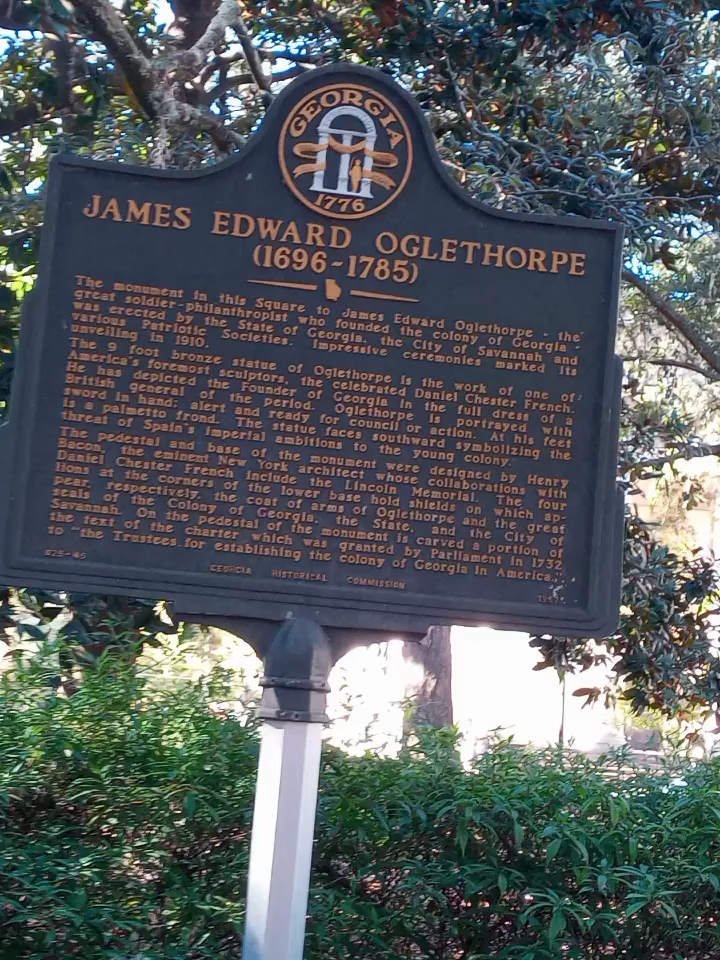 GEORGIA
1776
JAMES EDWARD OGLETHORPE
(1696-1785)
The monument in this Square to James Edward Oglethorpe - the
great soldier-philanthropist who founded the colony of Georgia -
was erected by the State of Georgia, the City of Savannah and
various Patriotic Societies. Impressive ceremonies marked its
unveiling in 1910.
The 9 foot bronze statue of Oglethorpe is the work of one of
America's foremost sculptors, the celebrated Daniel Chester French.
He has depicted the Founder of Georgia in the full dress of a
British general of the period. Oglethorpe is portrayed with
sword in hand, alert and ready for council or action. At his feet
is a palmetto frond. The statue faces southward symbolizing the
threat of Spain's imperial ambitions to the young colony.
The pedestal and base of the monument were designed by Henry
Bacon, the eminent New York architect whose collaborations with
Daniel Chester French include the Lincoln Memorial. The four
lions at the corners of the lower base hold shields on which ap-
pear, respectively, the coat of arms of Oglethorpe and the great
seals of the Colony of Georgia, the State, and the City of
Savannah. On the pedestal of the monument is carved a portion of
the text of the charter which was granted by Parliament in 1732
to "the Trustees for establishing the colony of Georgia in America."
025-45
GEORGIA HISTORICAL COMMISSION